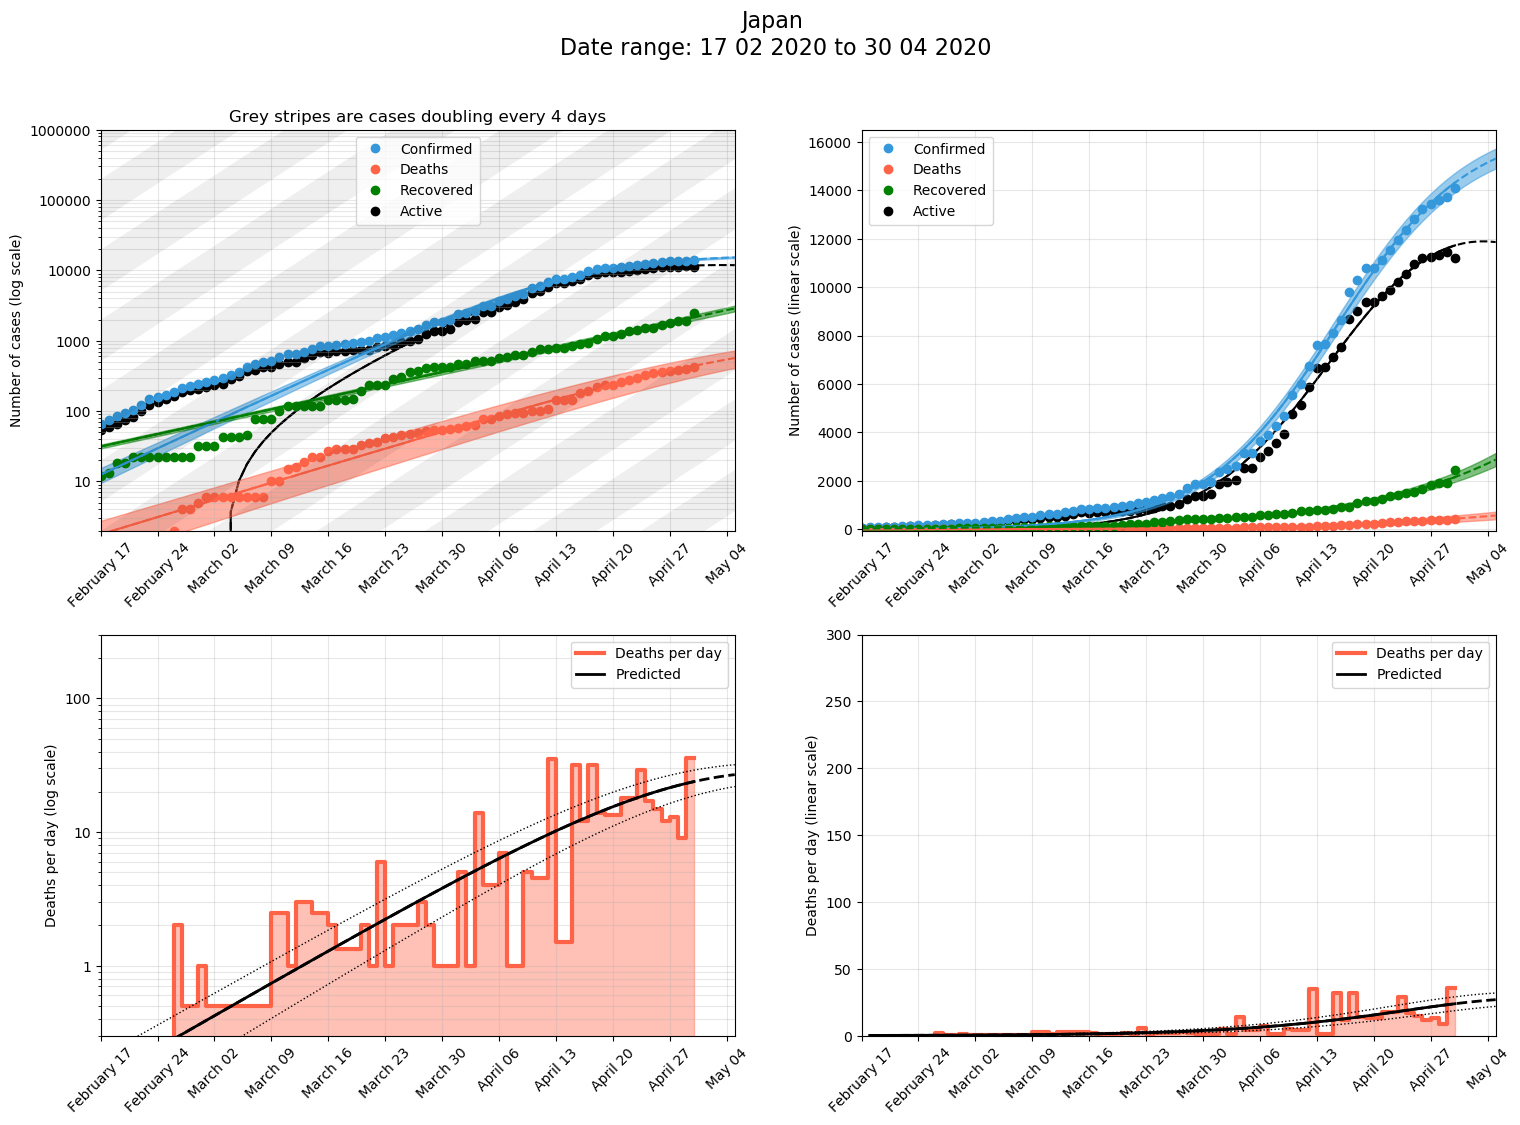 Japan
Date range: 17 02 2020 to 30 04 2020
Grey stripes are cases doubling every 4 days
Number of cases (log scale)
1000000
100000
10000
1000
100
10
Confirmed
Deaths
Recovered
Active
February 17
February 24
March 02
March 09
March 16
March 23
March 30
April 06
April 13
April 20
April 27
May 04
Number of cases (linear scale)
16000
14000
12000
10000
8000
6000
4000
2000
0
Confirmed
Deaths
Recovered
Active
February 17
February 24
March 02
March 09
March 16
March 23
March 30
April 06
April 13
April 20
April 27
May 04
Deaths per day (log scale)
100
10
1
Deaths per day
Predicted
February 17
February 24
March 02
March 09
March 16
March 23
March 30
April 06
April 13
April 20
April 27
May 04
Deaths per day (linear scale)
300
250
200
150
100
50
0
Deaths per day
Predicted
February 17
February 24
March 02
March 09
March 16
March 23
March 30
April 06
April 13
April 20
April 27
May 04